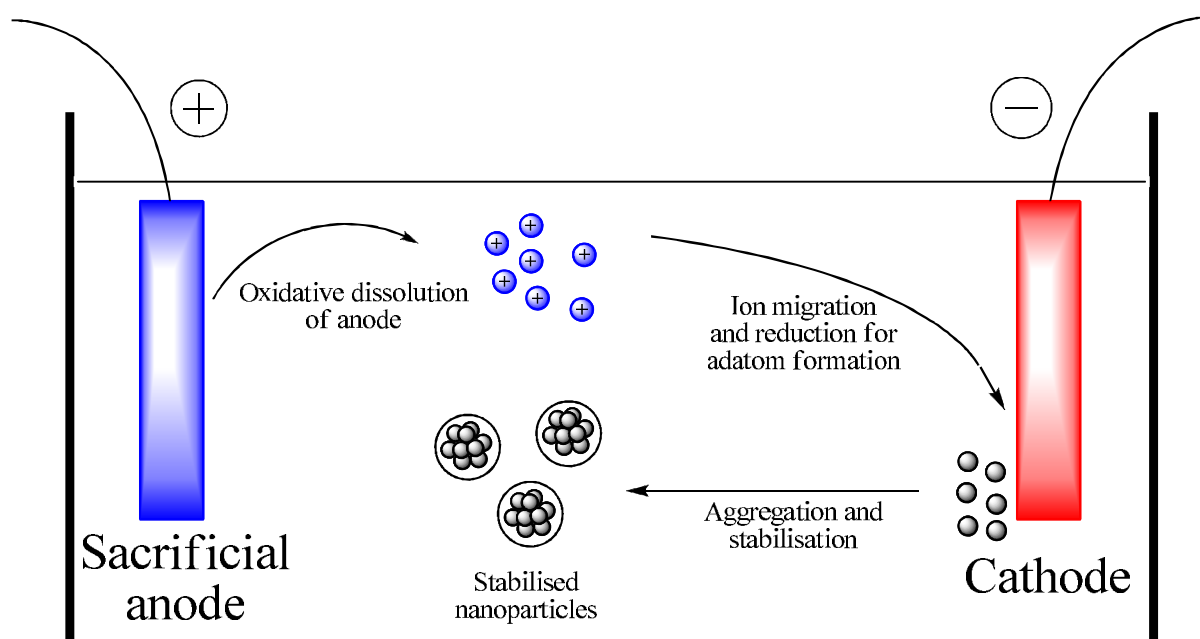 +
−
+
+
+
+
+
+
+
Oxidative dissolution
of anode
Ion migration
and reduction for
adatom formation
Aggregation and
stabilisation
Sacrificial
anode
Stabilised
nanoparticles
Cathode